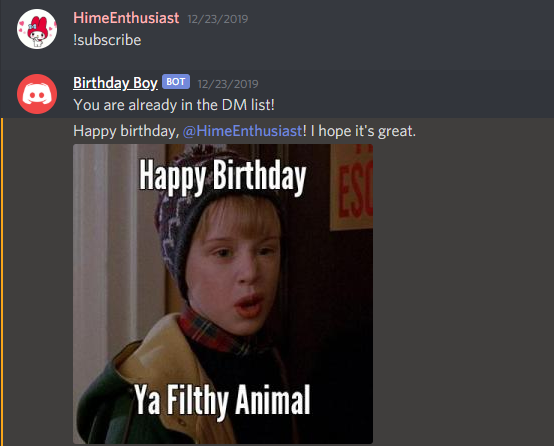 HimeEnthusiast 12/23/2019
!subscribe
Birthday Boy BOT 12/23/2019
You are already in the DM list!
Happy birthday, @HimeEnthusiast! I hope it's great.
Happy Birthday
ESC
Ya Filthy Animal